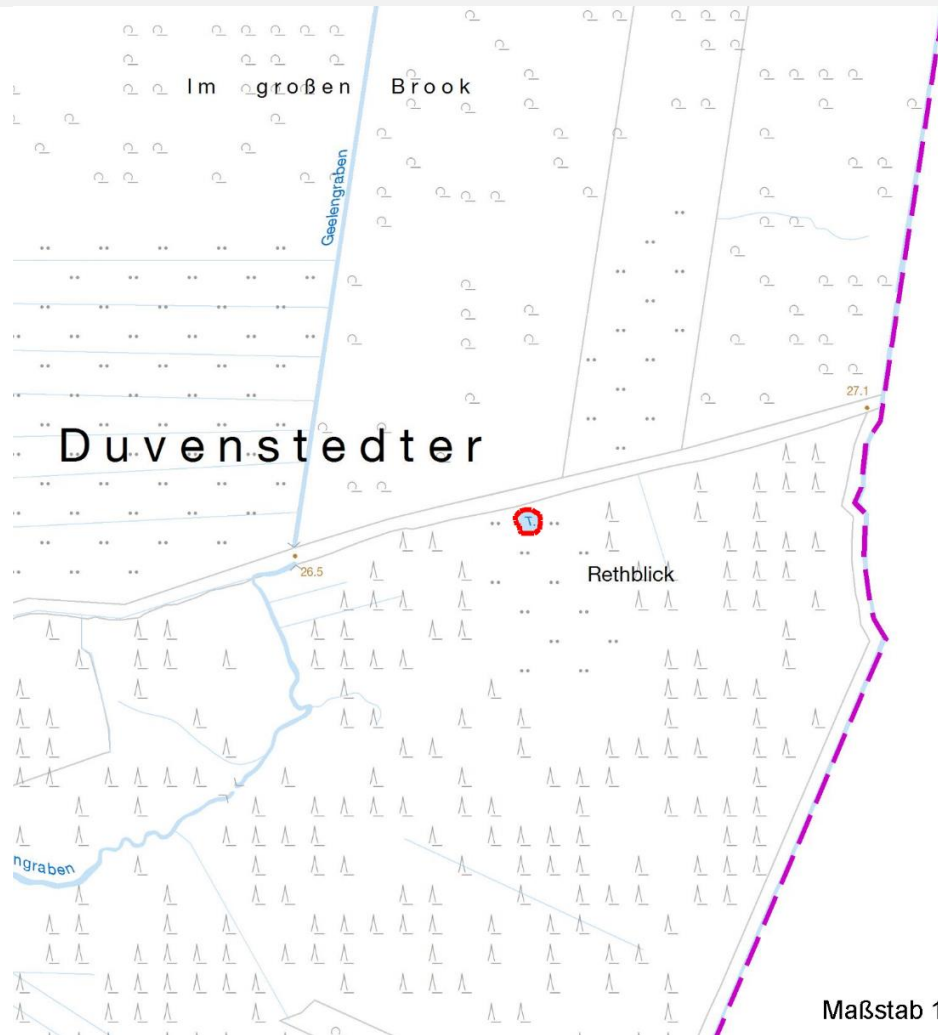 Im großen Brook
Geelengraben
27.1
Duvenstedter
T.
26.5
Rethblick
ngraben
Maßstab 1